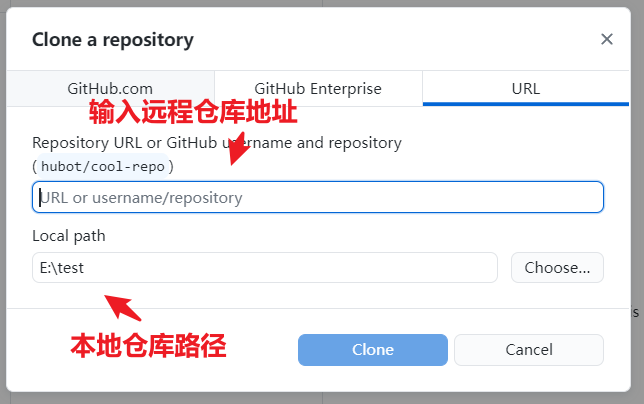 Clone a repository
GitHub.com
GitHub Enterprise
URL
输入远程仓库地址
Repository URL or GitHub username and repository
(hubot/cool-repo)
URL or username/repository
Local path
E:\test
Choose...
s
本地仓库路径
Clone
Cancel